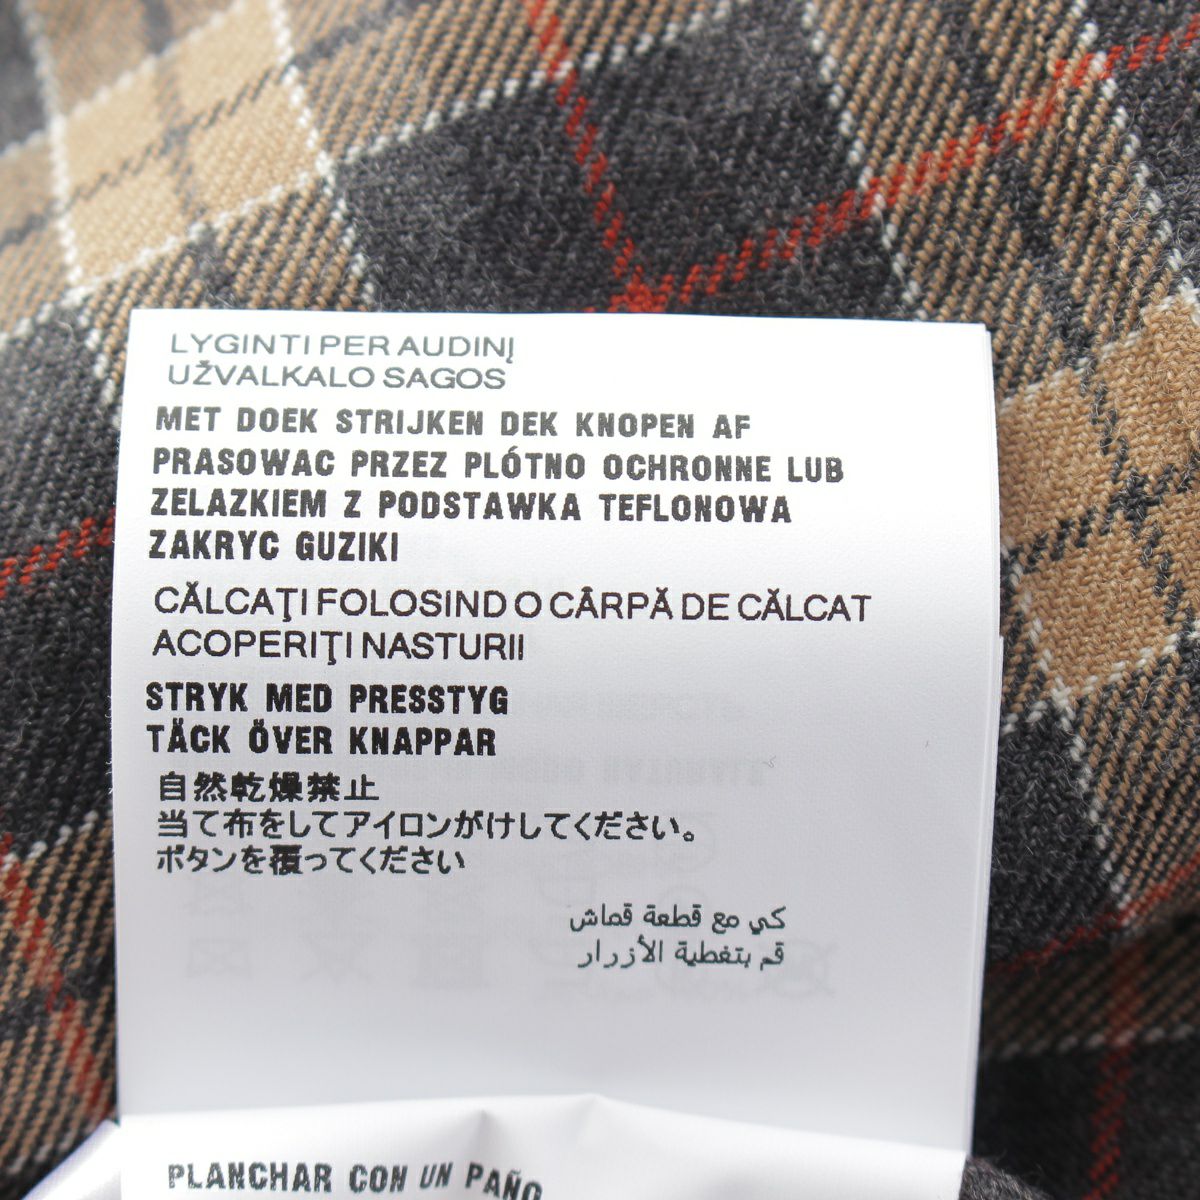 LYGINTI PER AUDINĮ
UŽVALKALO SAGOS
MET DOEK STRIJKEN DEK KNOPEN AF
PRASOWAC PRZEZ PLÓTNO OCHRONNE LUB
ZELAZKIEM Z PODSTAWKA TEFLONOWA
ZAKRYC GUZIKI
CĂLCAŢI FOLOSIND O CÂRPĂ DE CĂLCAT
ACOPERIŢI NASTURII
STRYK MED PRESSTYG
TÄCK ÖVER KNAPPAR
自然乾燥禁止
当て布をしてアイロンがけしてください。
ボタンを覆ってください
كي مع قطعة قماش
قم بتغطية الأزرار
PLANCHAR CON UN PAÑO